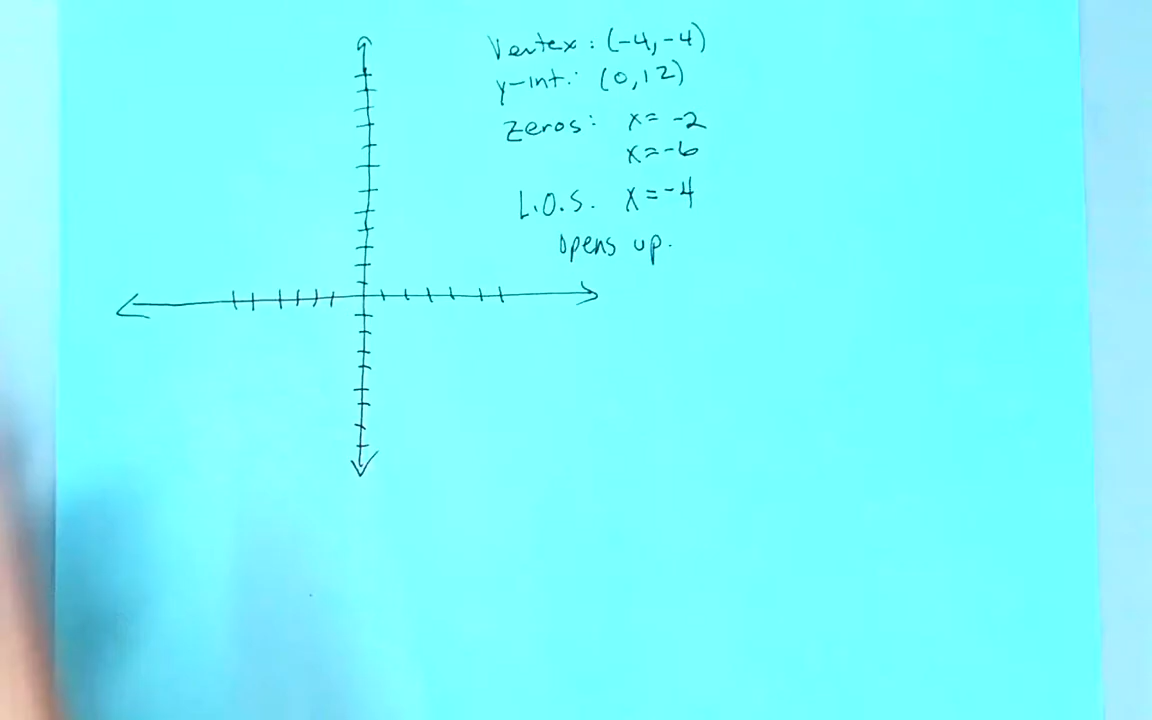 Vertex: (-4,-4)
y-int.: (0,12)
Zeros: x= -2
x=-6
L.O.S. x=-4
opens up.